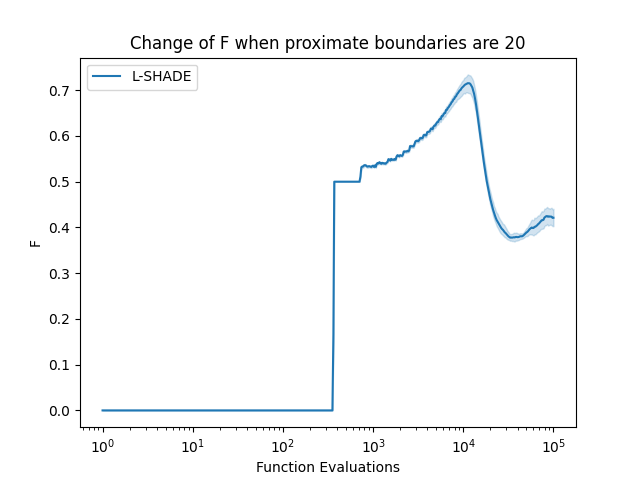 Change of F when proximate boundaries are 20
L-SHADE
0.7
0.6
0.5
0.4
0.3
0.2
0.1
0.0
F
10⁰ 10¹ 10² 10³ 10⁴ 10⁵
Function Evaluations